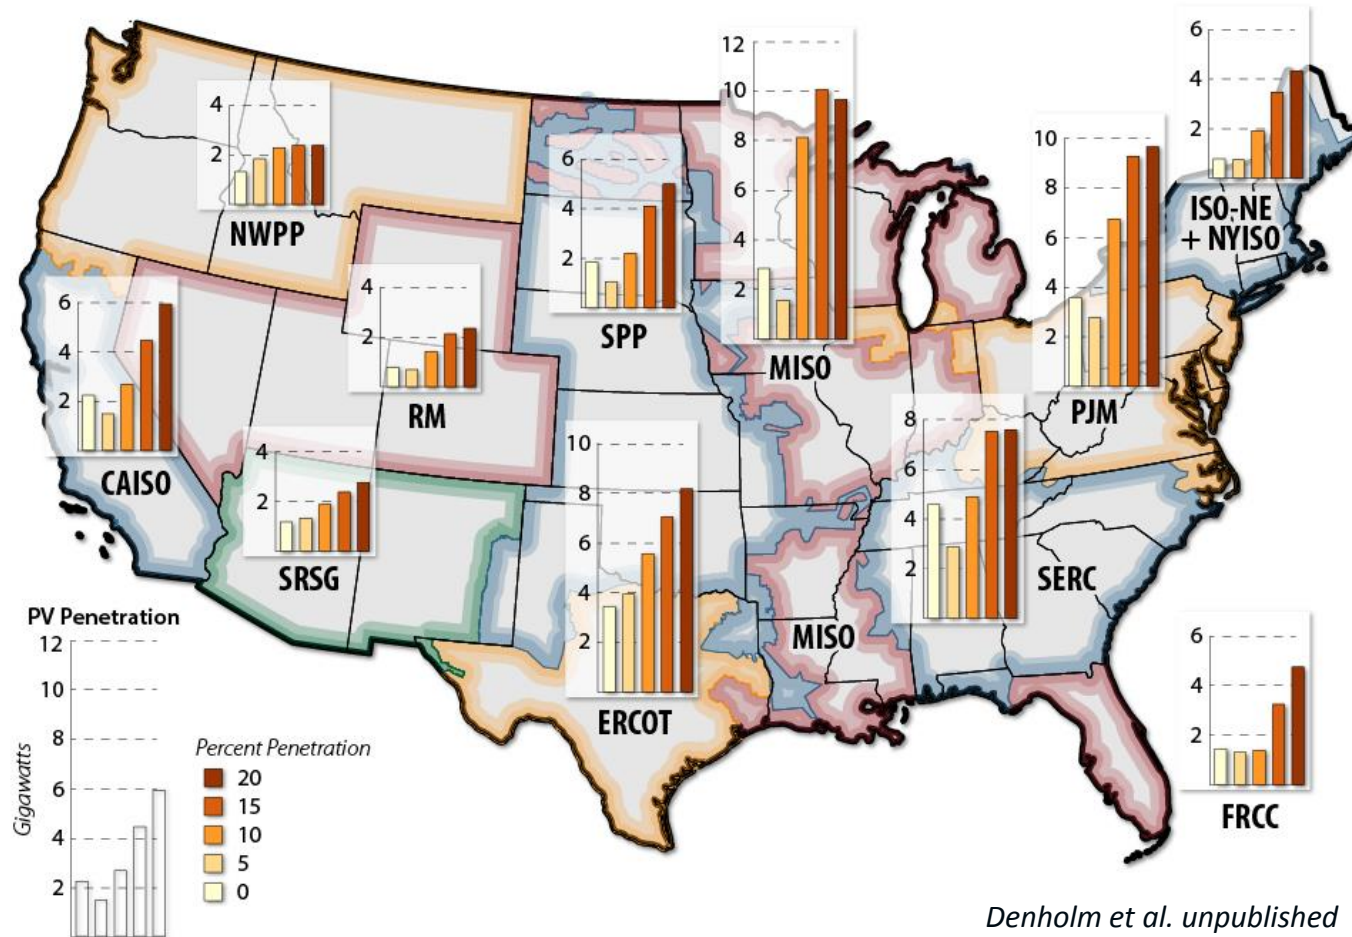 6
4
2
12
10
8
6
4
2
10
8
6
4
2
4
2
NWPP
6
4
2
SPP
ISO-NE
+ NYISO
4
2
RM
6
4
2
CAISO
MISO
PJM
4
2
SRSG
10
8
6
4
2
ERCOT
8
6
4
2
SERC
MISO
6
4
2
FRCC
PV Penetration
12
10
8
6
4
2
Gigawatts
Percent Penetration
20
15
10
5
0
Denholm et al. unpublished